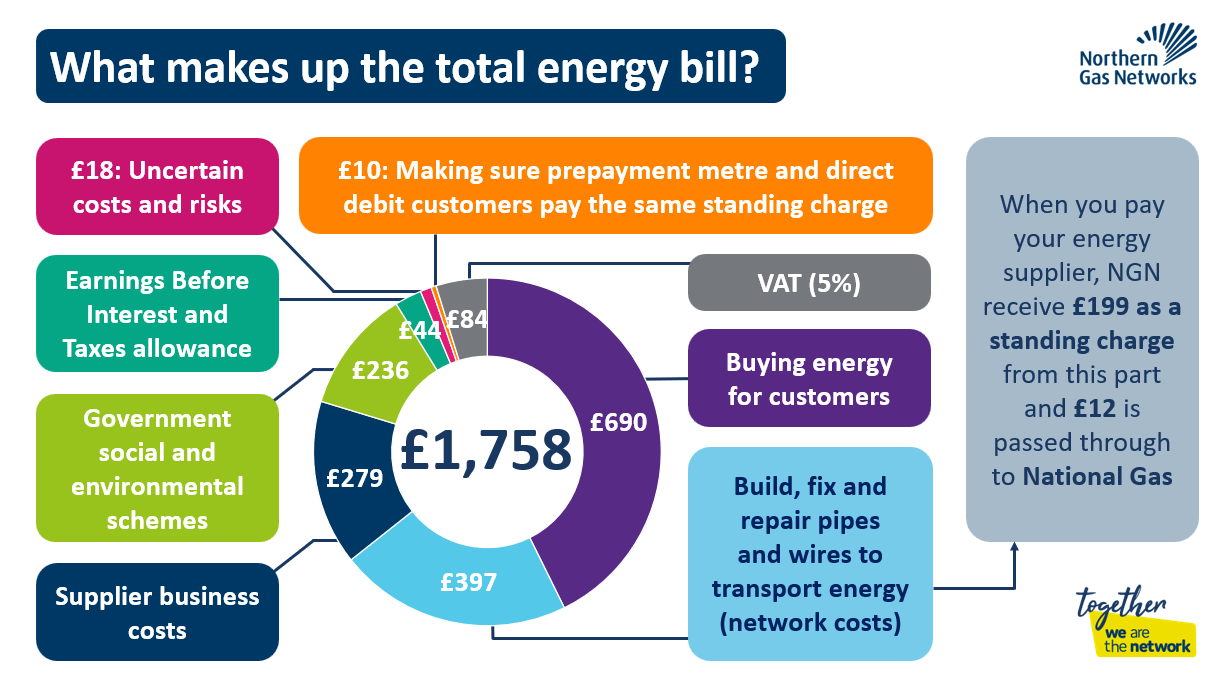 What makes up the total energy bill?
Northern
Gas Networks
£18: Uncertain
costs and risks
£10: Making sure prepayment metre and direct
debit customers pay the same standing charge
Earnings Before
Interest and
Taxes allowance
Government
social and
environmental
schemes
Supplier business
costs
£44
£84
£236
£690
£279
£397
£1,758
VAT (5%)
Buying energy
for customers
Build, fix and
repair pipes
and wires to
transport energy
(network costs)
When you pay
your energy
supplier, NGN
receive £199 as a
standing charge
from this part
and £12 is
passed through
to National Gas
together
we are
the network